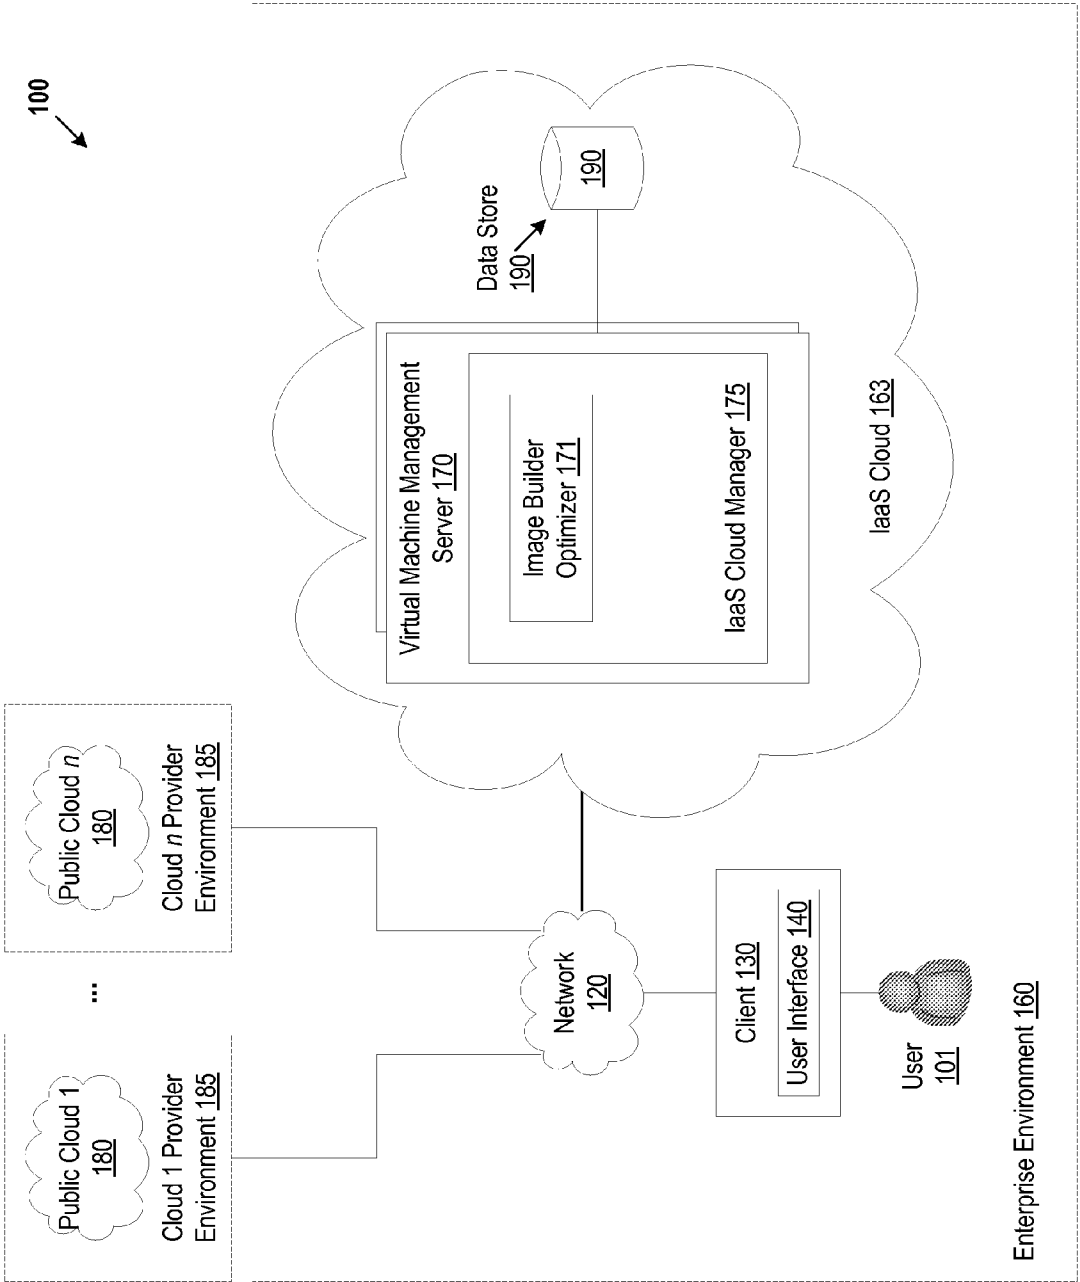 100
Public Cloud 1
180
Cloud 1 Provider
Environment 185
...
Public Cloud n
180
Cloud n Provider
Environment 185
Virtual Machine Management
Server 170
Data Store
190
190
Image Builder
Optimizer 171
IaaS Cloud Manager 175
IaaS Cloud 163
Network
120
Client 130
User Interface 140
User
101
Enterprise Environment 160